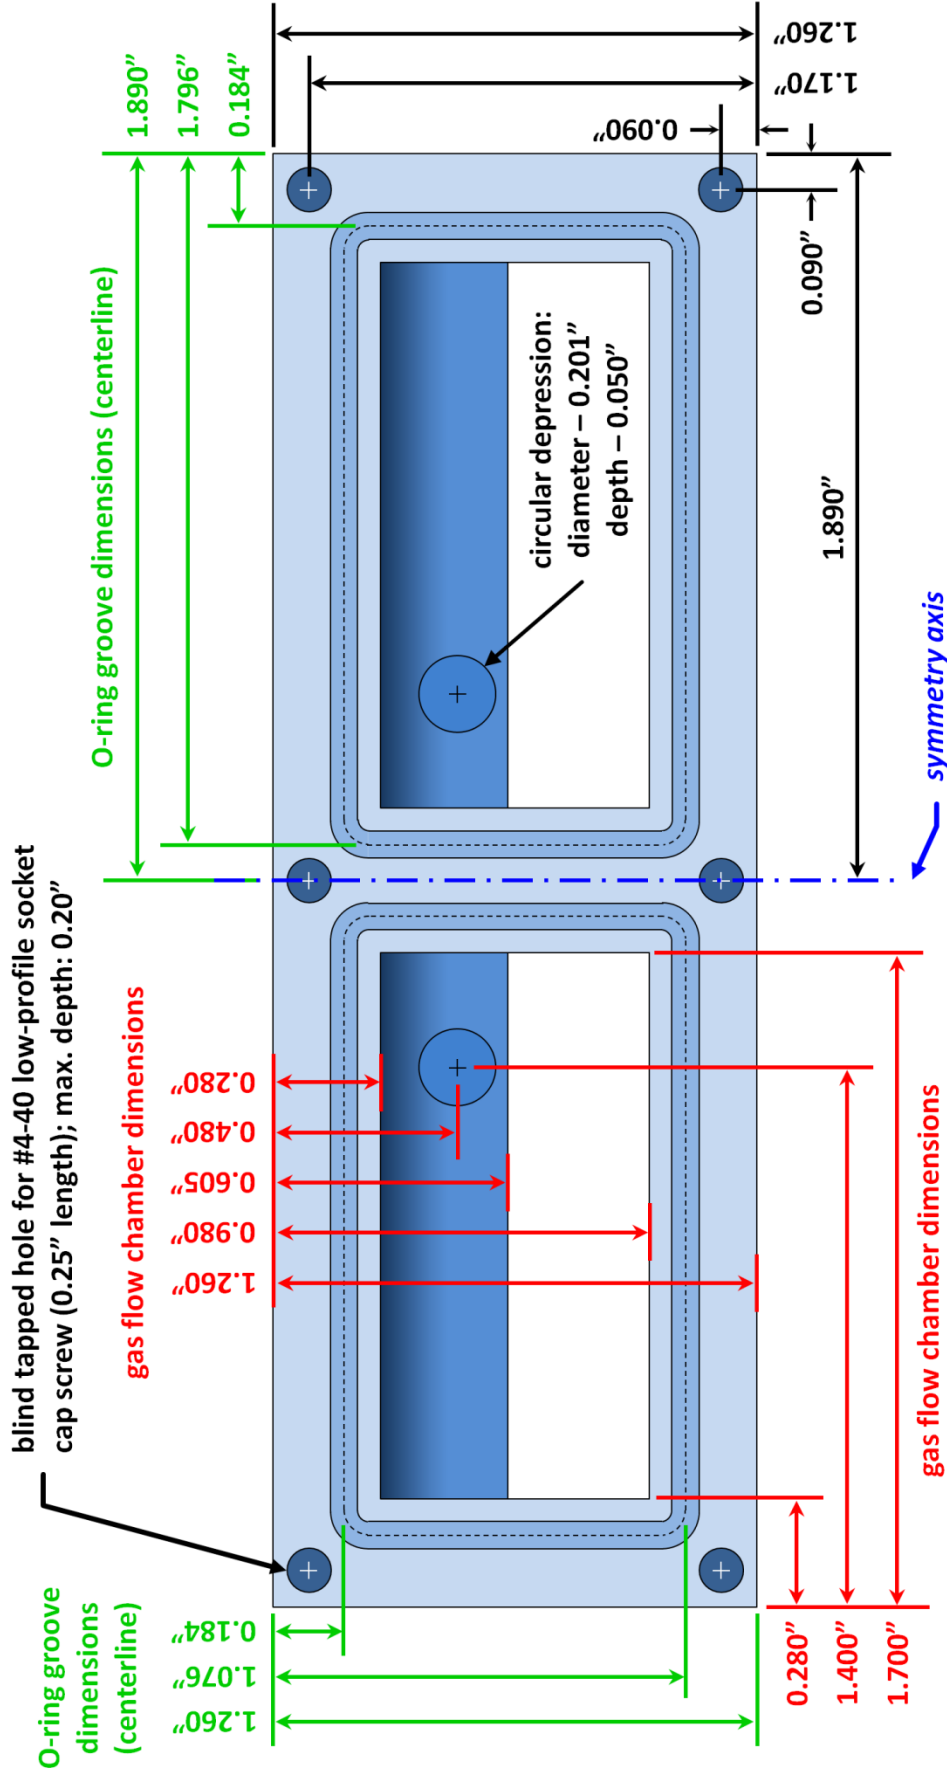 blind tapped hole for #4-40 low-profile socket
cap screw (0.25” length); max. depth: 0.20”
O-ring groove dimensions (centerline)
1.890”
1.796”
0.184”
O-ring groove
dimensions
(centerline)
0.184”
1.076”
1.260”
gas flow chamber dimensions
0.280”
0.480”
0.605”
0.980”
1.260”
circular depression:
diameter – 0.201”
depth – 0.050”
1.260”
1.170”
0.090”
0.090”
1.890”
symmetry axis
0.280”
1.400”
1.700”
gas flow chamber dimensions